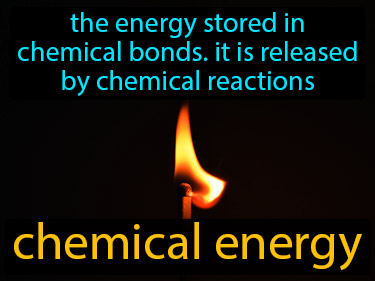 the energy stored in
chemical bonds. it is released
by chemical reactions
chemical energy